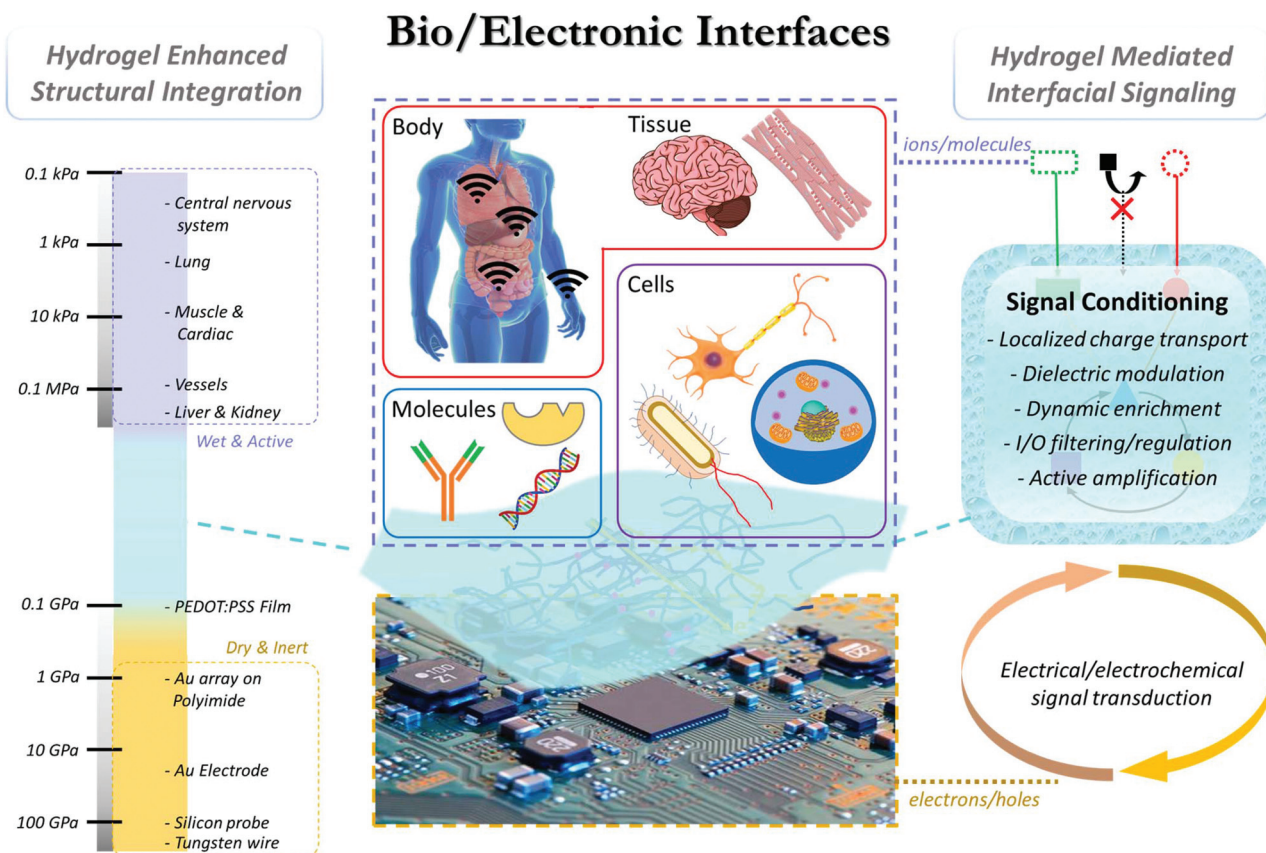 Bio/Electronic Interfaces
Hydrogel Enhanced
Structural Integration
0.1 kPa
1 kPa
10 kPa
0.1 MPa
0.1 GPa
1 GPa
10 GPa
100 GPa
- Central nervous
system
- Lung
- Muscle &
Cardiac
- Vessels
- Liver & Kidney
Wet & Active
- PEDOT:PSS Film
Dry & Inert
- Au array on
Polyimide
- Au Electrode
- Silicon probe
- Tungsten wire
Body
Tissue
Cells
Molecules
100
Z1
220
220
Hydrogel Mediated
Interfacial Signaling
ions/molecules
Signal Conditioning
- Localized charge transport
- Dielectric modulation
- Dynamic enrichment
- I/O filtering/regulation
- Active amplification
Electrical/electrochemical
signal transduction
electrons/holes